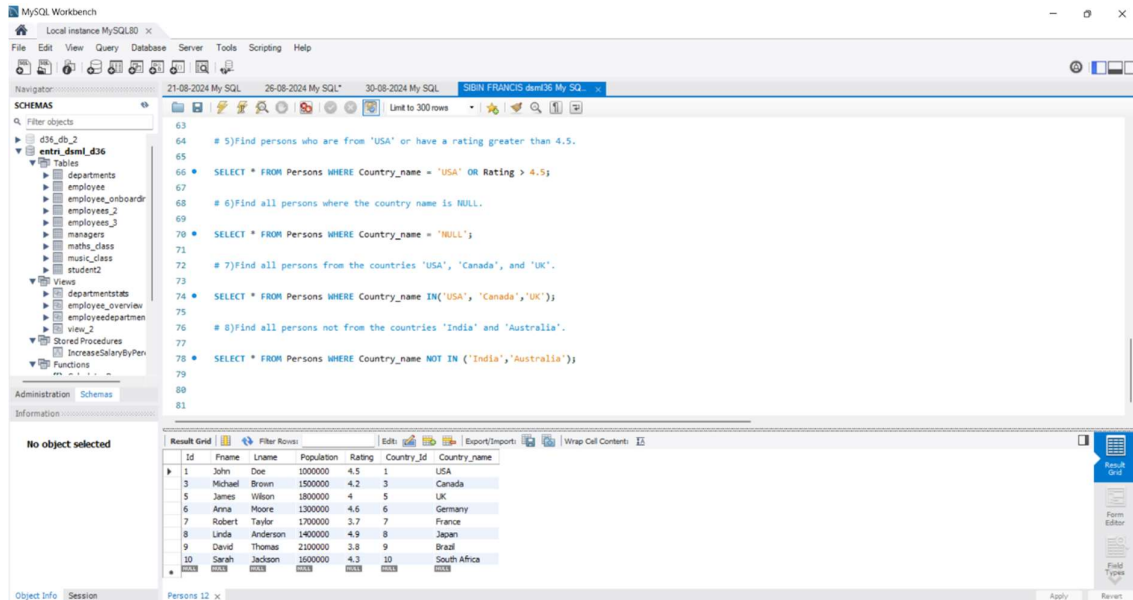 MySQL Workbench
Local instance MySQL80 ×
File Edit View Query Database Server Tools Scripting Help
Navigator
21-08-2024 My SQL 26-08-2024 My SQL* 30-08-2024 My SQL SIBIN FRANCIS dsml36 My SQ... ×
SCHEMAS
Limit to 300 rows
Filter objects
d36_db_2
entri_dsml_d36
Tables
departments
employee
employee_onboardir
employees_2
employees_3
managers
maths_class
music_class
student2
Views
departmentstats
employee_overview
employeedepartmen
view_2
Stored Procedures
IncreaseSalaryByPer
Functions
63
64 # 5)Find persons who are from 'USA' or have a rating greater than 4.5.
65
66 SELECT * FROM Persons WHERE Country_name = 'USA' OR Rating > 4.5;
67
68 # 6)Find all persons where the country name is NULL.
69
70 SELECT * FROM Persons WHERE Country_name = 'NULL';
71
72 # 7)Find all persons from the countries 'USA', 'Canada', and 'UK'.
73
74 SELECT * FROM Persons WHERE Country_name IN('USA', 'Canada','UK');
75
76 # 8)Find all persons not from the countries 'India' and 'Australia'.
77
78 SELECT * FROM Persons WHERE Country_name NOT IN ('India','Australia');
79
80
81
Administration Schemas
Information
No object selected
Result Grid Filter Rows: Edit: Export/Import: Wrap Cell Content:
Id Fname Lname Population Rating Country_Id Country_name
1 John Doe 1000000 4.5 1 USA
3 Michael Brown 1500000 4.2 3 Canada
5 James Wilson 1800000 4 5 UK
6 Anna Moore 1300000 4.6 6 Germany
7 Robert Taylor 1700000 3.7 7 France
8 Linda Anderson 1400000 4.9 8 Japan
9 David Thomas 2100000 3.8 9 Brazil
10 Sarah Jackson 1600000 4.3 10 South Africa
NULL NULL NULL NULL NULL NULL NULL
Result
Grid
Form
Editor
Field
Types
Object Info Session
Persons 12 ×
Apply Revert